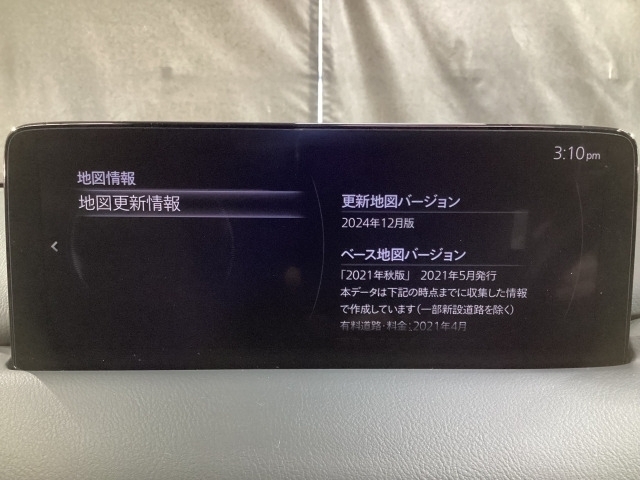 3:10pm
地図情報
地図更新情報
更新地図バージョン
2024年12月版
ベース地図バージョン
「2021年秋版」 2021年5月発行
本データは下記の時点までに収集した情報
で作成しています(一部新設道路を除く)
有料道路・料金:2021年4月